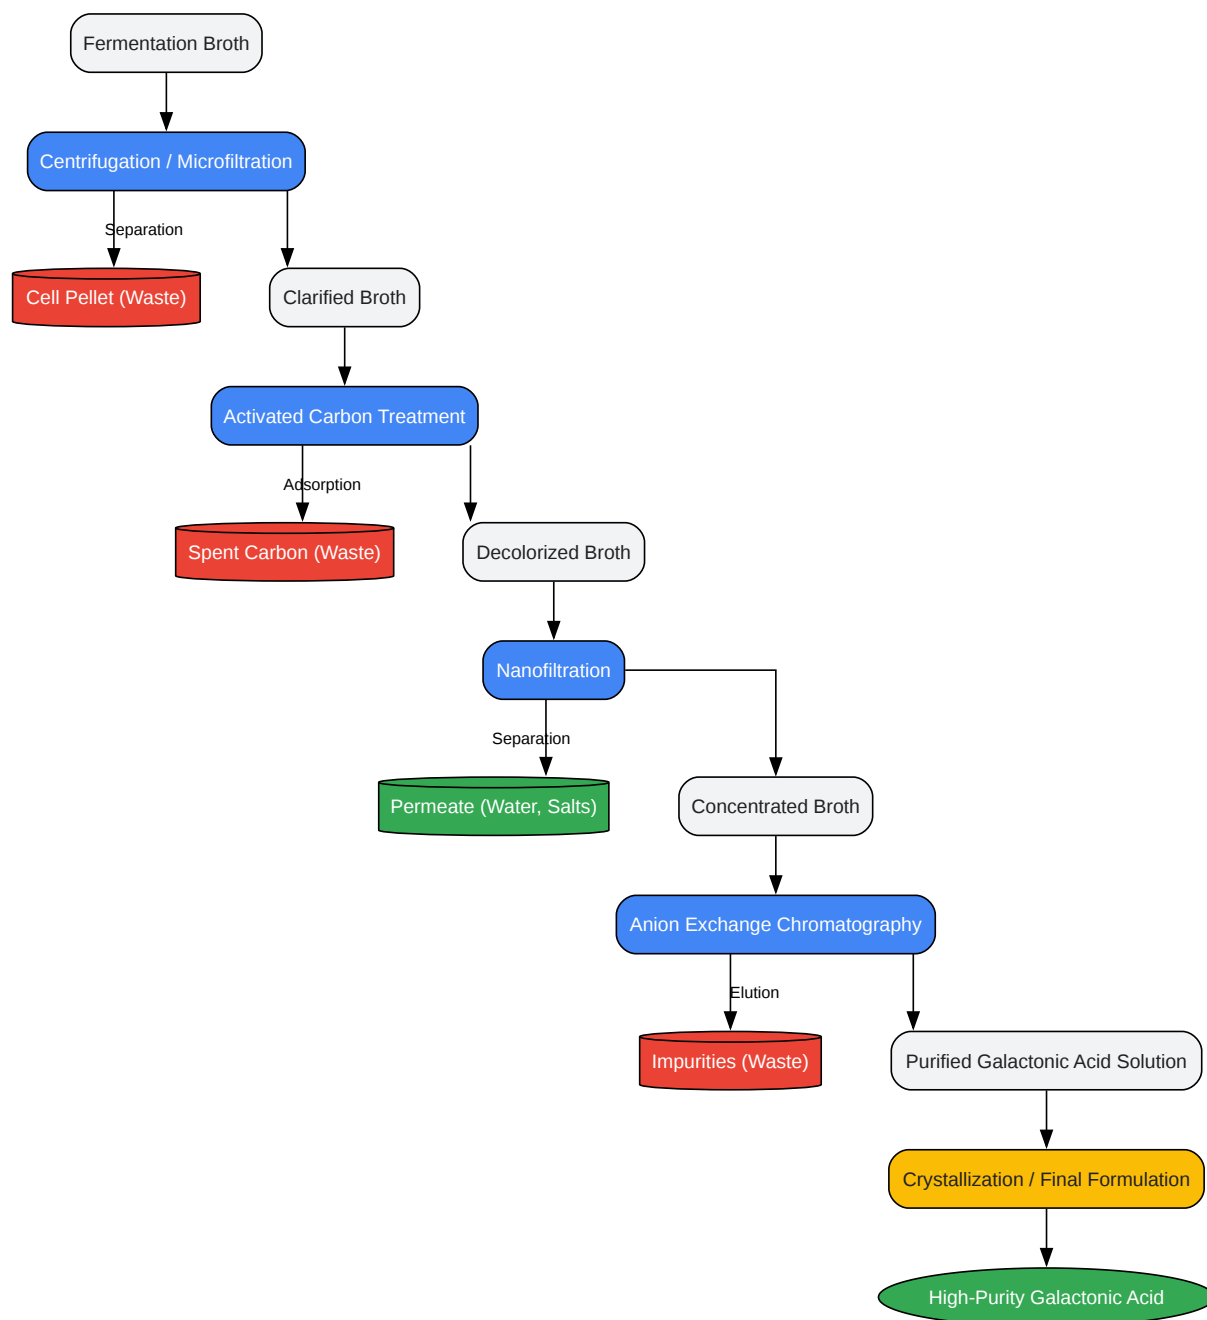 Fermentation Broth
Centrifugation / Microfiltration
Separation
Cell Pellet (Waste)
Clarified Broth
Activated Carbon Treatment
Adsorption
Spent Carbon (Waste)
Decolorized Broth
Nanofiltration
Separation
Permeate (Water, Salts)
Concentrated Broth
Anion Exchange Chromatography
Elution
Impurities (Waste)
Purified Galactonic Acid Solution
Crystallization / Final Formulation
High-Purity Galactonic Acid